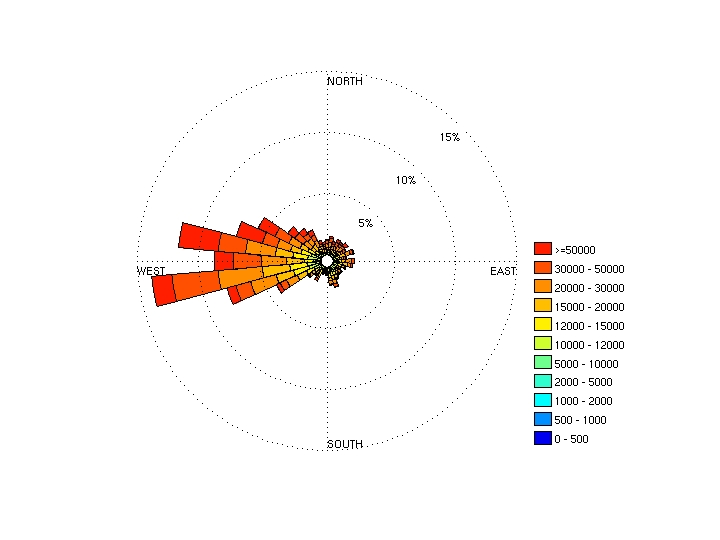 NORTH
15%
10%
5%
WEST
EAST
SOUTH
>=50000
30000 - 50000
20000 - 30000
15000 - 20000
12000 - 15000
10000 - 12000
5000 - 10000
2000 - 5000
1000 - 2000
500 - 1000
0 - 500